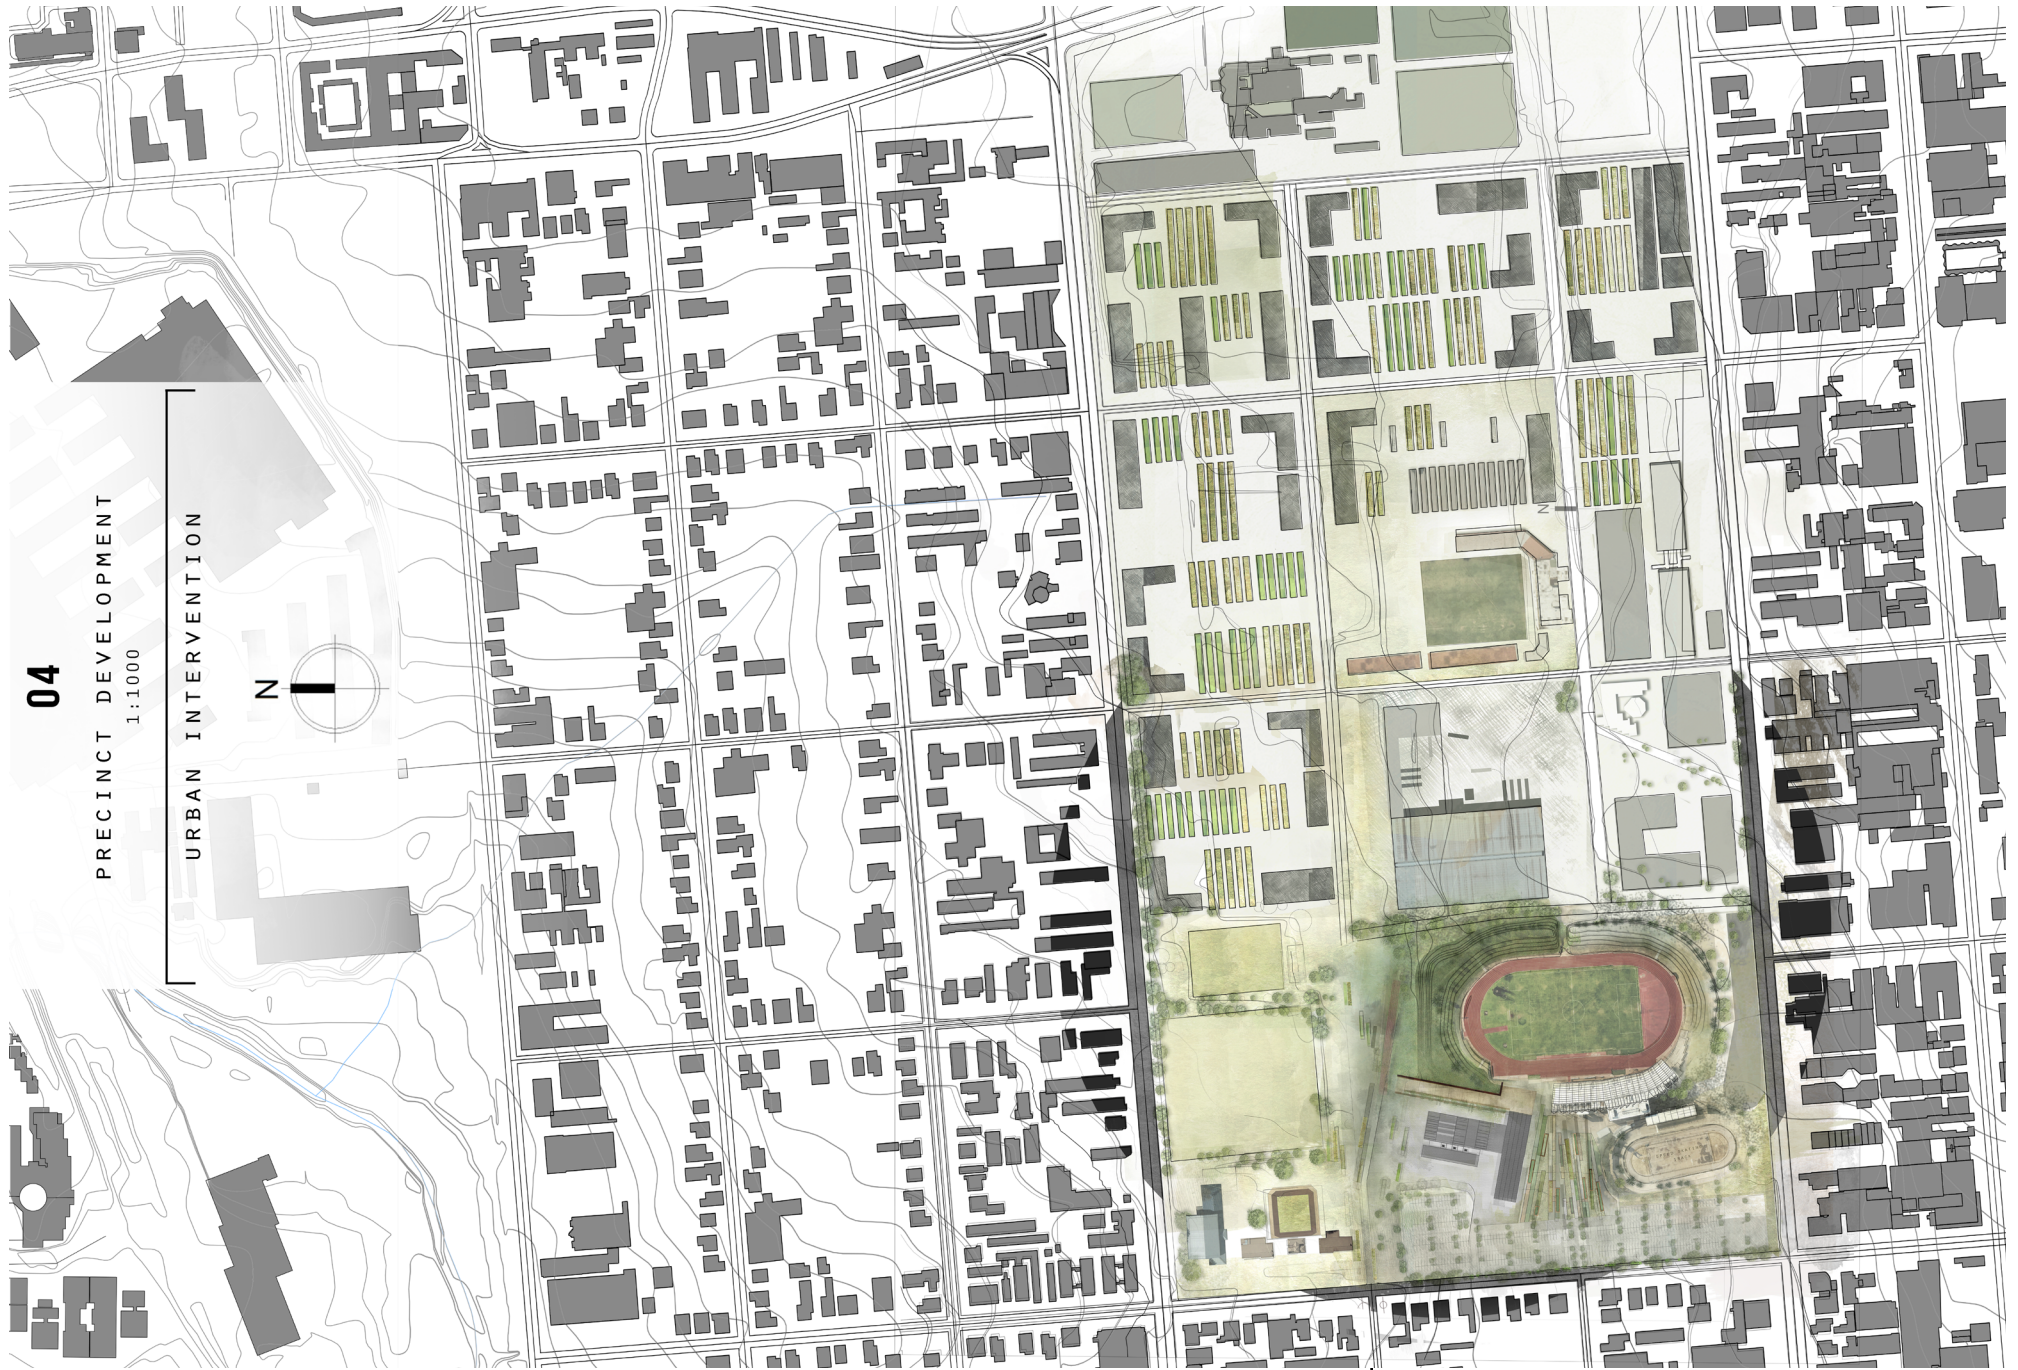 04
PRECINCT DEVELOPMENT
1:1000
URBAN INTERVENTION
N
N